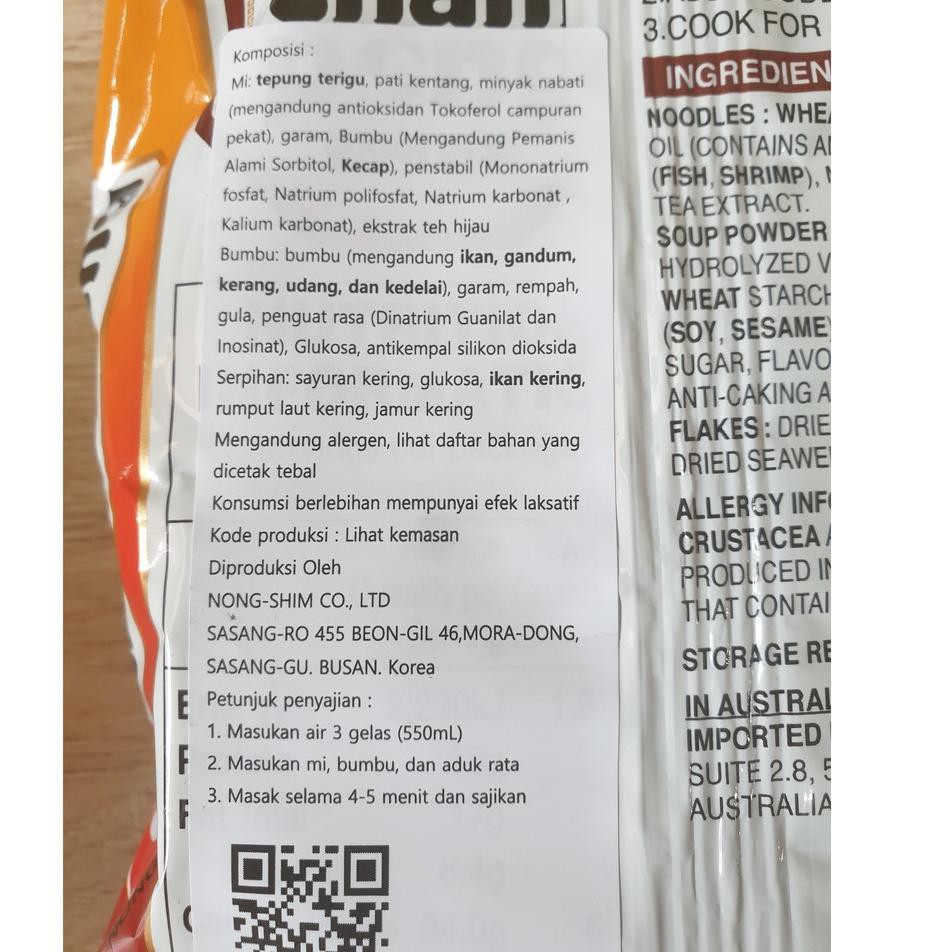 Komposisi :
Mi: tepung terigu, pati kentang, minyak nabati
(mengandung antioksidan Tokoferol campuran
pekat), garam, Bumbu (Mengandung Pemanis
Alami Sorbitol, Kecap), penstabil (Mononatrium
fosfat, Natrium polifosfat, Natrium karbonat ,
Kalium karbonat), ekstrak teh hijau
Bumbu: bumbu (mengandung ikan, gandum,
kerang, udang, dan kedelai), garam, rempah,
gula, penguat rasa (Dinatrium Guanilat dan
Inosinat), Glukosa, antikempal silikon dioksida
Serpihan: sayuran kering, glukosa, ikan kering,
rumput laut kering, jamur kering
Mengandung alergen, lihat daftar bahan yang
dicetak tebal
Konsumsi berlebihan mempunyai efek laksatif
Kode produksi : Lihat kemasan
Diproduksi Oleh
NONG-SHIM CO., LTD
SASANG-RO 455 BEON-GIL 46,MORA-DONG,
SASANG-GU. BUSAN. Korea
Petunjuk penyajian :
1. Masukan air 3 gelas (550mL)
2. Masukan mi, bumbu, dan aduk rata
3. Masak selama 4-5 menit dan sajikan
3.COOK FOR
INGREDIEN
NOODLES : WHEA
OIL (CONTAINS AN
(FISH, SHRIMP),
TEA EXTRACT.
SOUP POWDER
HYDROLYZED V
WHEAT STARCH
(SOY, SESAME)
SUGAR, FLAVO
ANTI-CAKING A
FLAKES : DRIE
DRIED SEAWE
ALLERGY INFO
CRUSTACEA
PRODUCED IN
THAT CONTAI
STORAGE RE
IN AUSTRAL
IMPORTED
SUITE 2.8, 5
AUSTRALIA